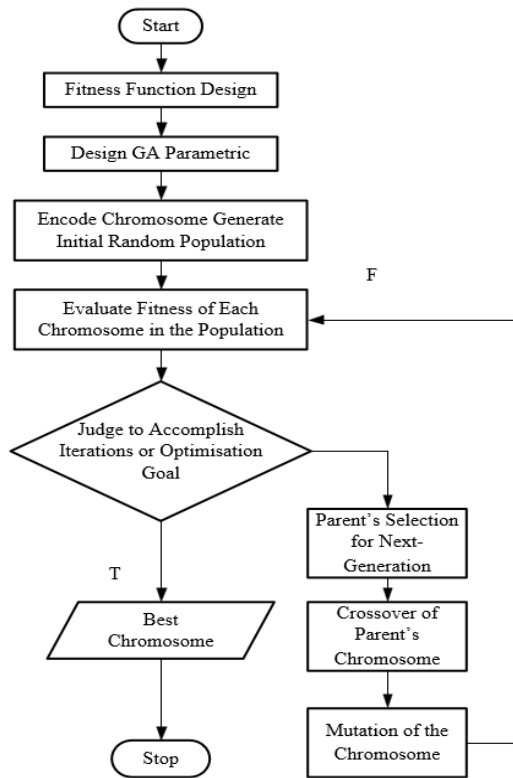 Start
Fitness Function Design
Design GA Parametric
Encode Chromosome Generate
Initial Random Population
F
Evaluate Fitness of Each
Chromosome in the Population
Judge to Accomplish
Iterations or Optimisation
Goal
Parent’s Selection
for Next-
Generation
T
Best
Chromosome
Crossover of
Parent’s
Chromosome
Mutation of the
Chromosome
Stop